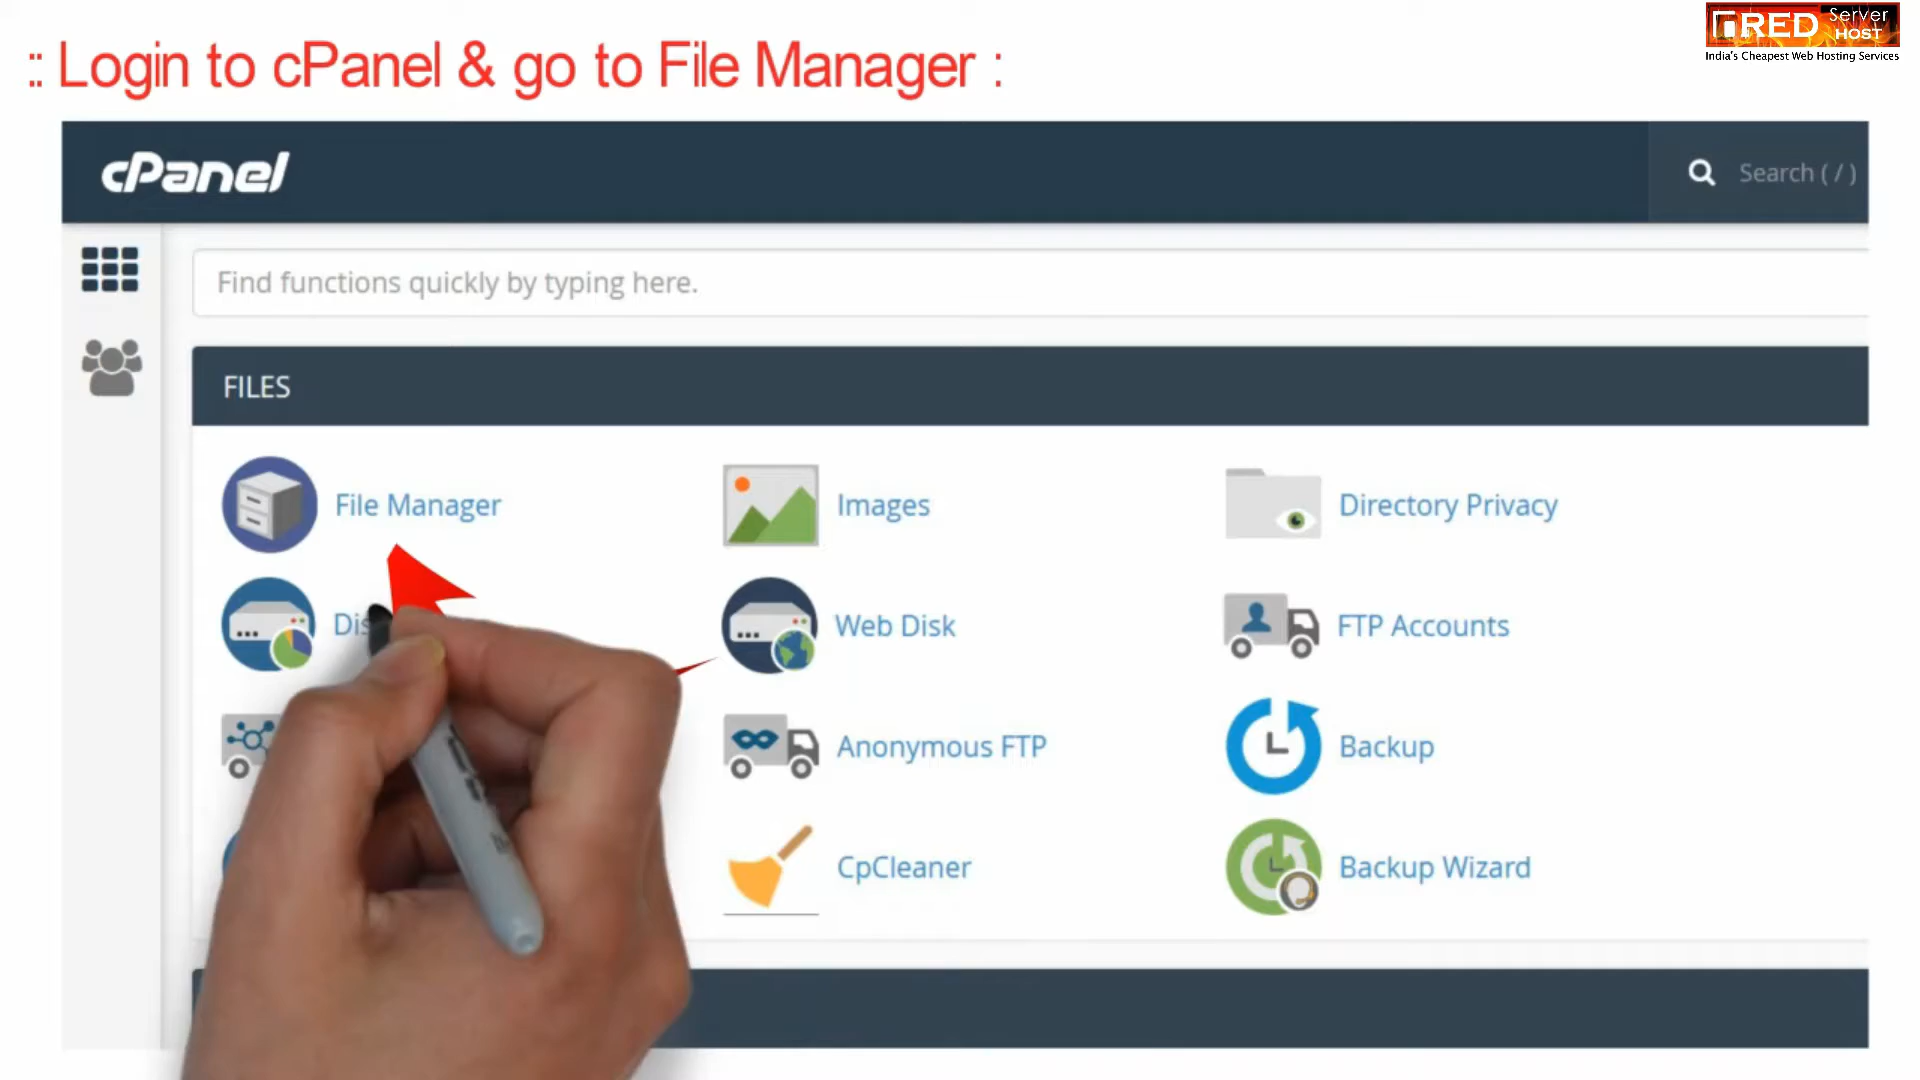 RED Server
HOST
India's Cheapest Web Hosting Services
:: Login to cPanel & go to File Manager :
cPanel
Search ( / )
Find functions quickly by typing here.
FILES
File Manager
Images
Directory Privacy
Web Disk
FTP Accounts
Anonymous FTP
Backup
CpCleaner
Backup Wizard